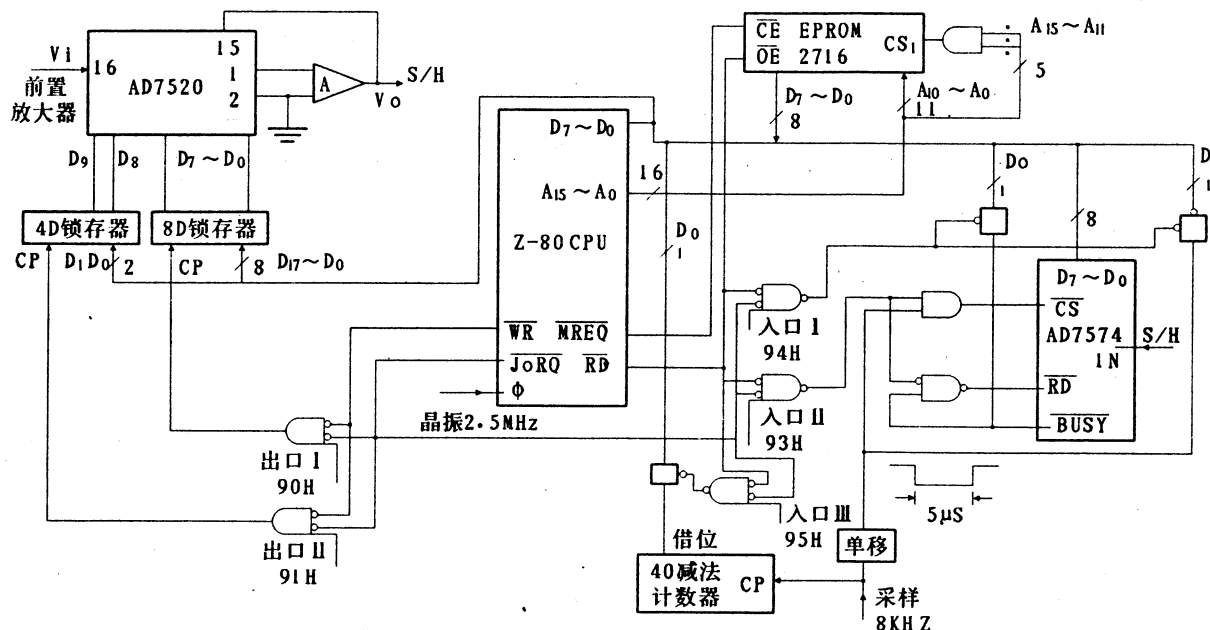 Vi
16
15
1
2
AD7520
前置
放大器
A
S/H
Vo
D9
D8
D7～D0
4D锁存器
8D锁存器
CP
D1D0
2
CP
8
D17～D0
CE EPROM
OE 2716
CS1
A15～A11
5
D7～D0
8
A10～A0
11
D7～D0
16
A15～A0
Z-80CPU
WR
MREQ
JoRQ
RD
Φ
晶振2.5MHz
D0
1
D0
1
8
D
1
入口I
94H
入口II
93H
入口III
95H
D7～D0
CS
AD7574
1N
S/H
RD
BUSY
出口I
90H
出口II
91H
5μS
借位
40减法
计数器
CP
单移
采样
8KHZ